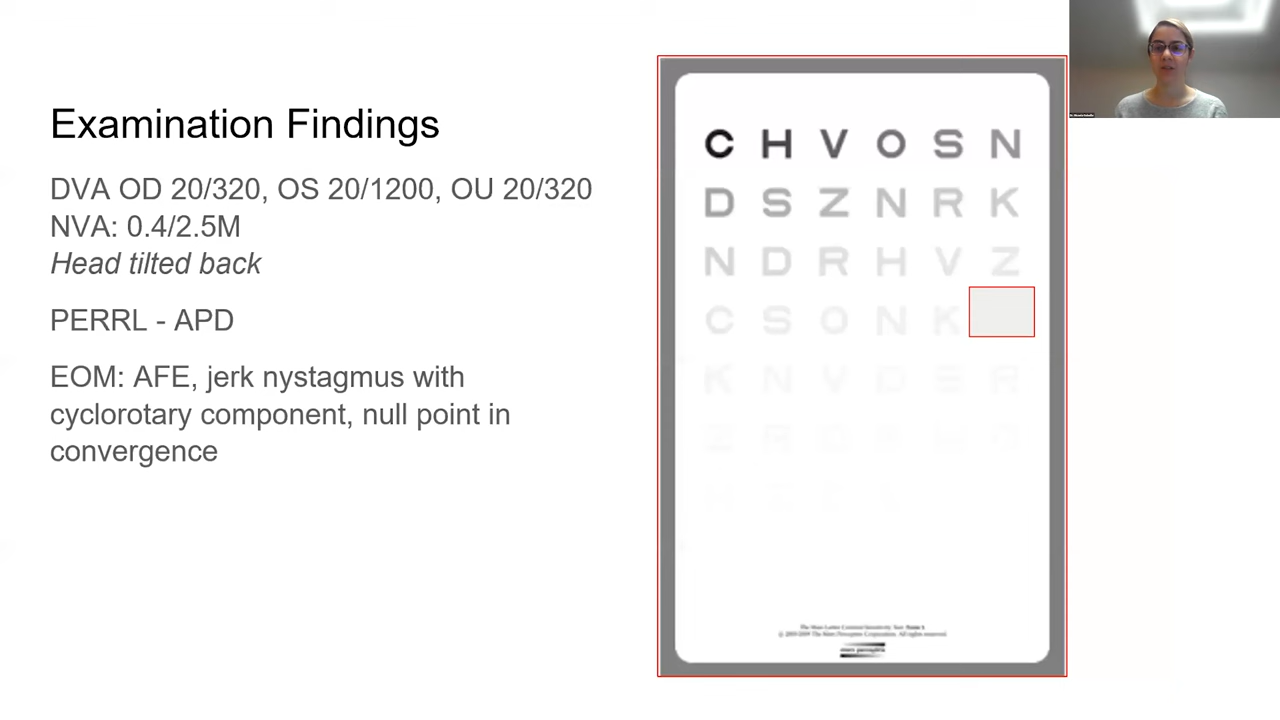 Examination Findings
DVA OD 20/320, OS 20/1200, OU 20/320
NVA: 0.4/2.5M
Head tilted back
PERRL - APD
EOM: AFE, jerk nystagmus with
cyclorotary component, null point in
convergence
C H V O S N
D S Z N R K
N D R H V Z
C S O N K
K N V D S R
Z R